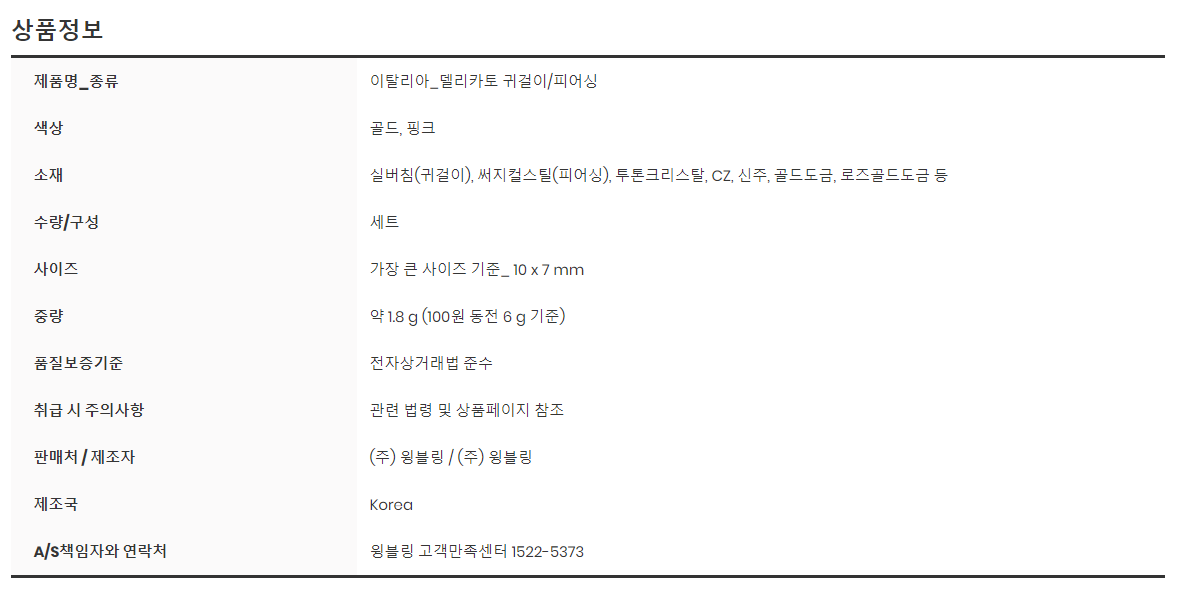 상품정보
제품명_종류 이탈리아_델리카토 귀걸이/피어싱
색상 골드, 핑크
소재 실버침(귀걸이), 써지컬스틸(피어싱), 투톤크리스탈, CZ, 신주, 골드도금, 로즈골드도금 등
수량/구성 세트
사이즈 가장 큰 사이즈 기준_ 10 x 7 mm
중량 약 1.8 g (100원 동전 6 g 기준)
품질보증기준 전자상거래법 준수
취급 시 주의사항 관련 법령 및 상품페이지 참조
판매처 / 제조자 (주) 윙블링 / (주) 윙블링
제조국 Korea
A/S책임자와 연락처 윙블링 고객만족센터 1522-5373